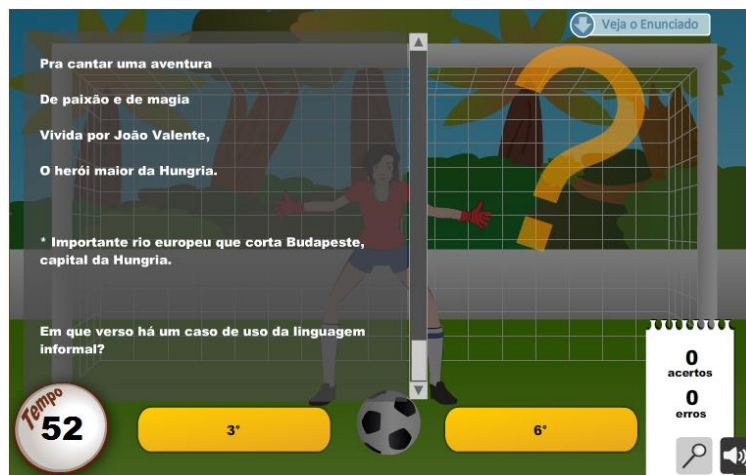 Veja o Enunciado
Pra cantar uma aventura
De paixão e de magia
Vivida por João Valente,
O herói maior da Hungria.
* Importante rio europeu que corta Budapeste,
capital da Hungria.
Em que verso há um caso de uso da linguagem
informal?
Tempo
52
3°
6°
0
acertos
0
erros